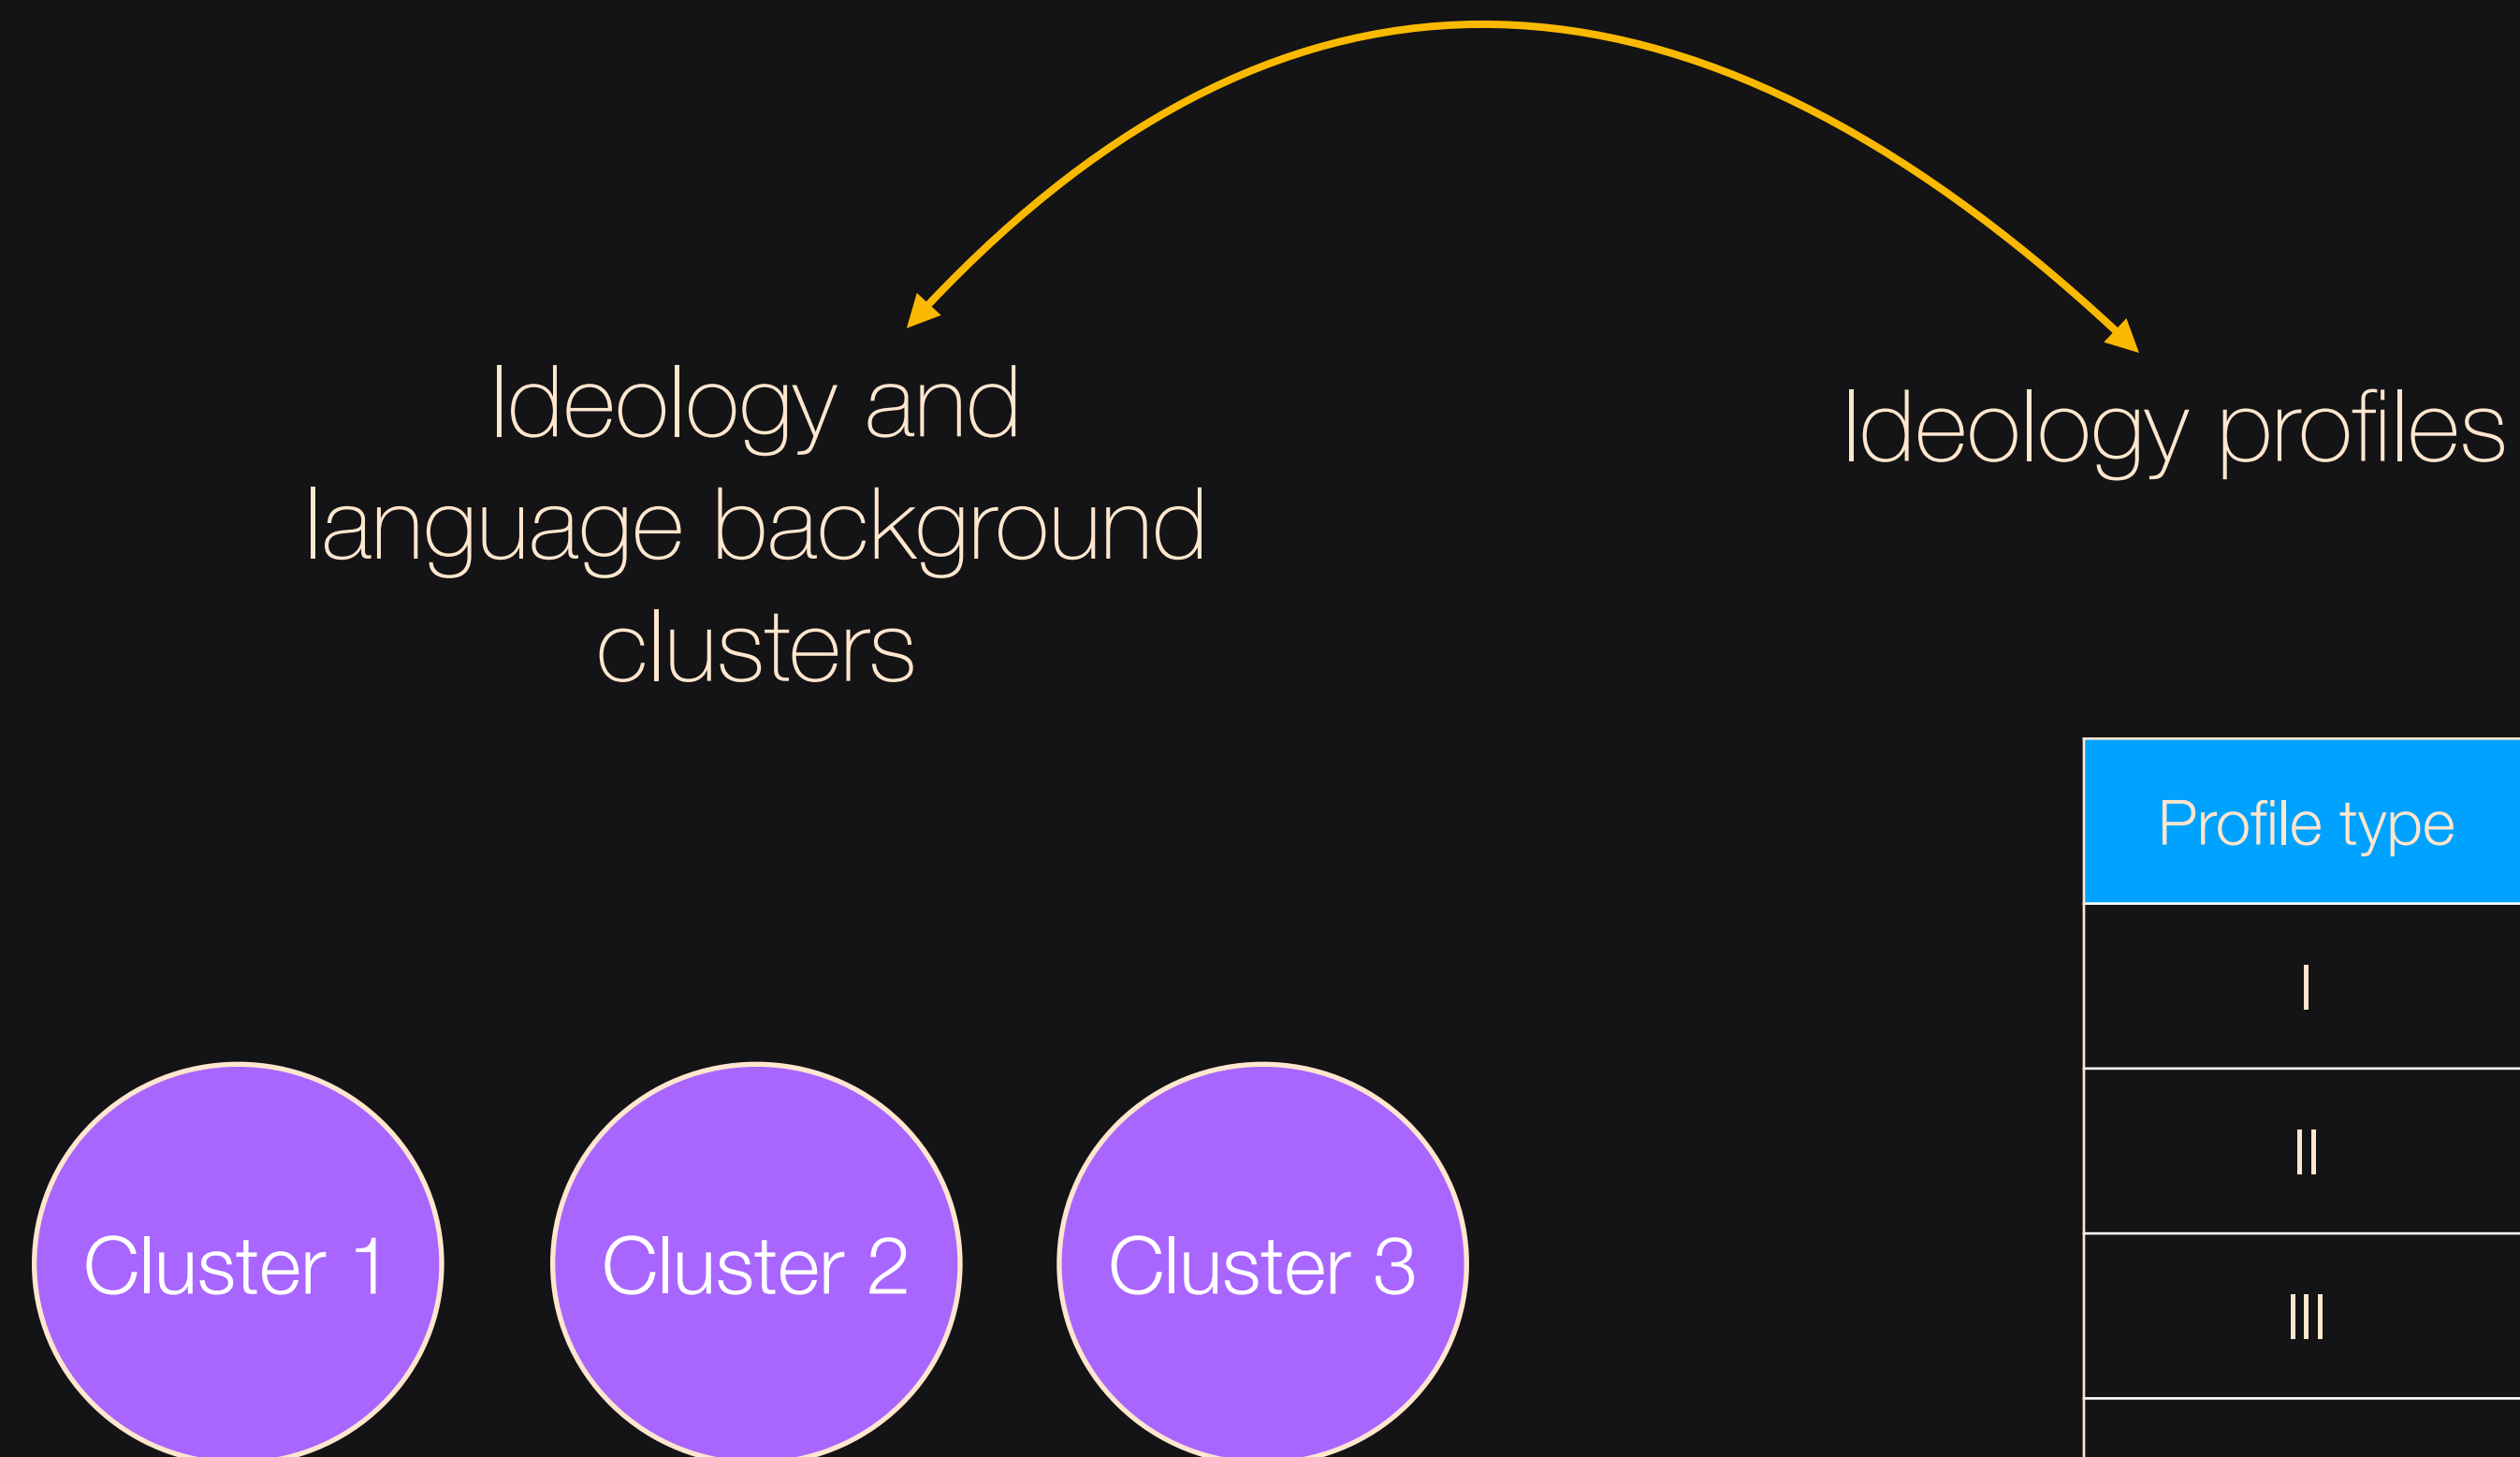 Ideology and
language background
clusters
Ideology profiles
Profile type
I
II
III
Cluster 1
Cluster 2
Cluster 3